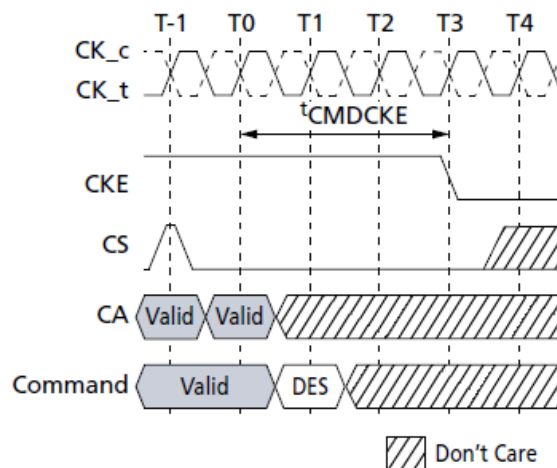 T-1 T0 T1 T2 T3 T4
CK_c
CK_t
tCMDCKE
CKE
CS
CA Valid Valid
Command Valid DES
Don't Care